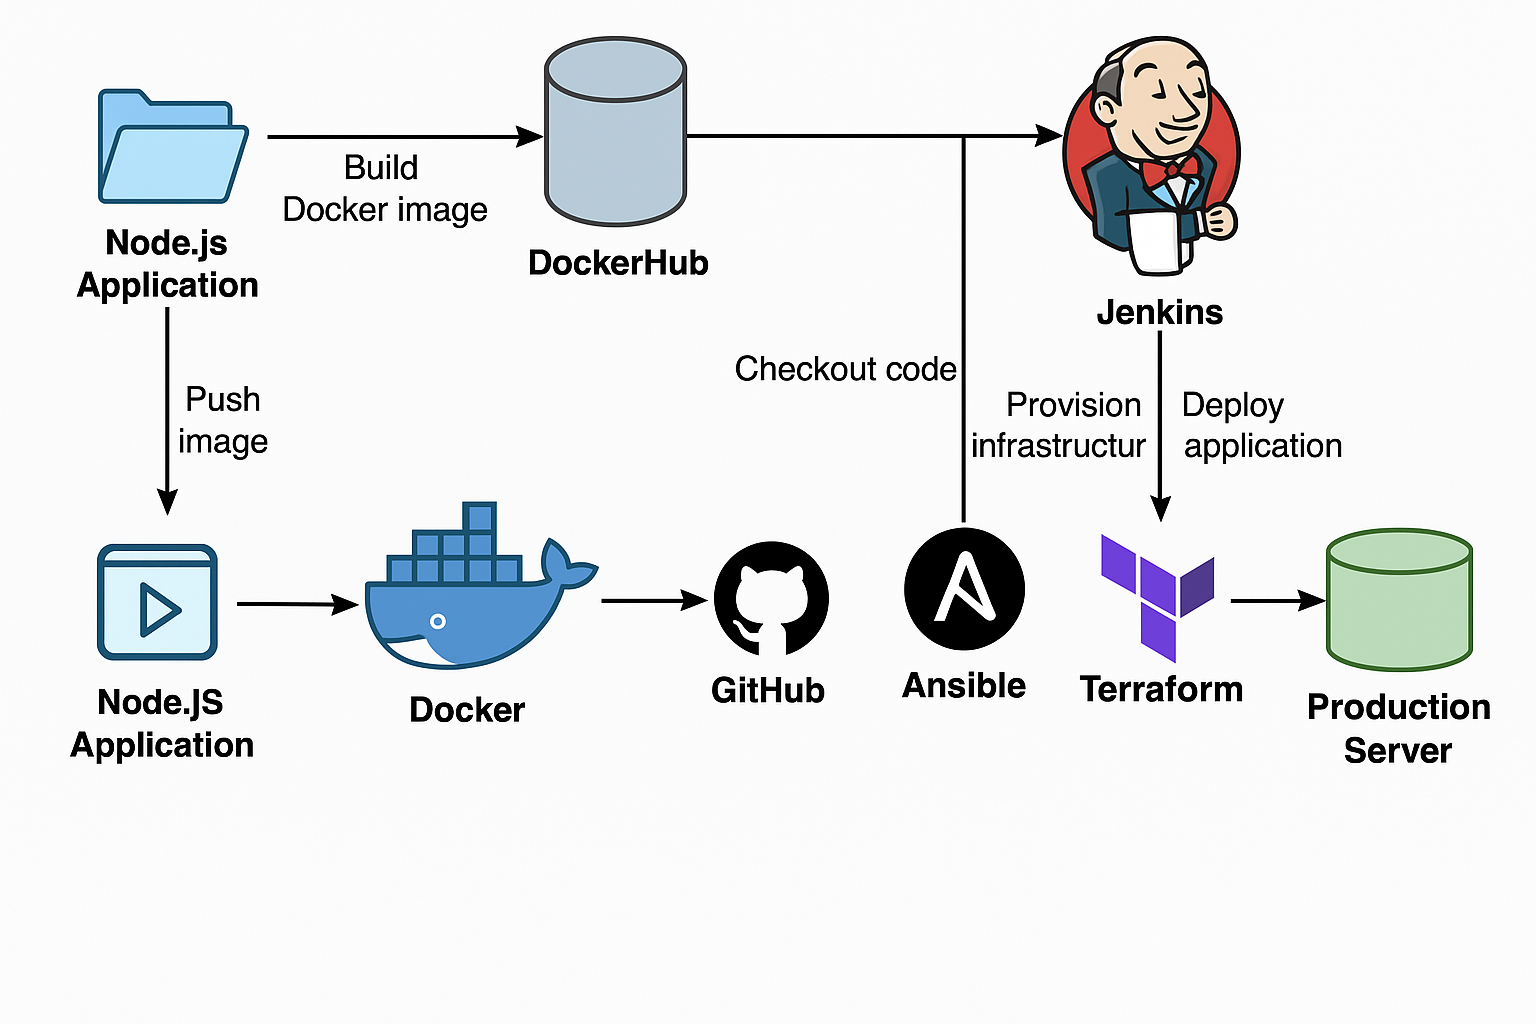 Build
Docker image
Node.js
Application
DockerHub
Jenkins
Checkout code
Push
image
Provision
infrastructur
Deploy
application
Node.JS
Application
Docker
GitHub
Ansible
Terraform
Production
Server